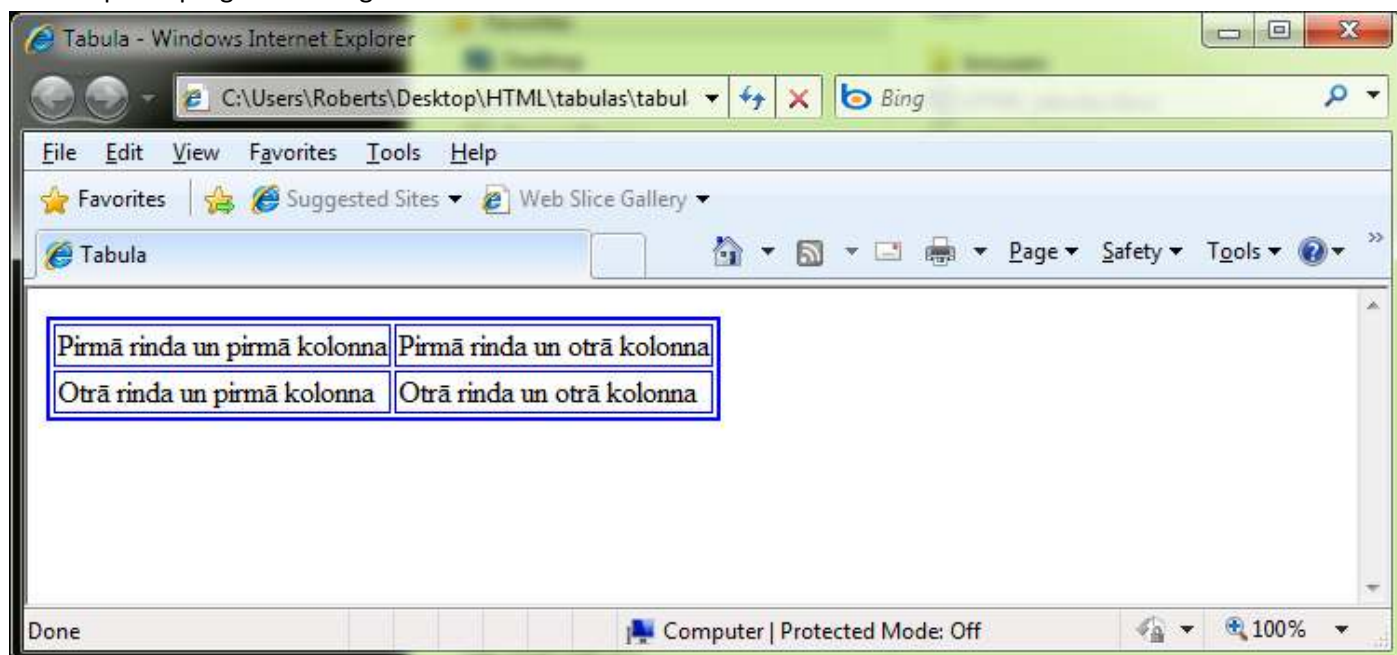 Tabula - Windows Internet Explorer
C:\Users\Roberts\Desktop\HTML\tabulas\tabul
Bing
File Edit View Favorites Tools Help
Favorites Suggested Sites Web Slice Gallery
Tabula Page Safety Tools
Pirmā rinda un pirmā kolonna Pirmā rinda un otrā kolonna
Otrā rinda un pirmā kolonna Otrā rinda un otrā kolonna
Done Computer | Protected Mode: Off 100%